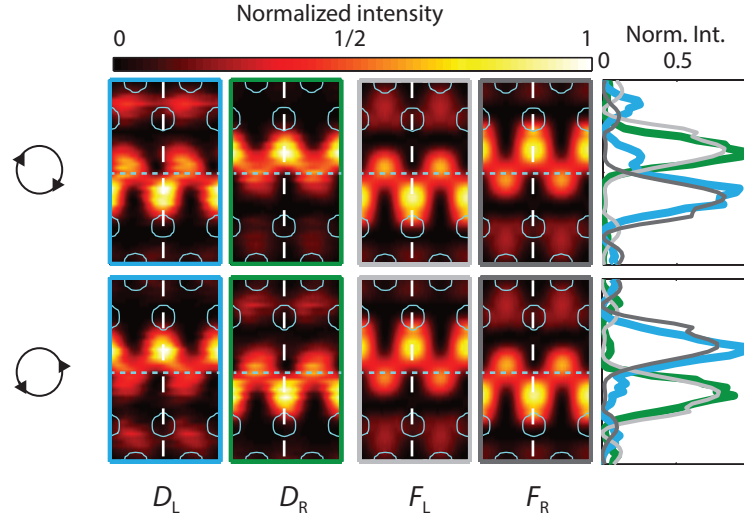 Normalized intensity
Norm. Int.
0 1/2 1
0 0.5
D_L D_R F_L F_R